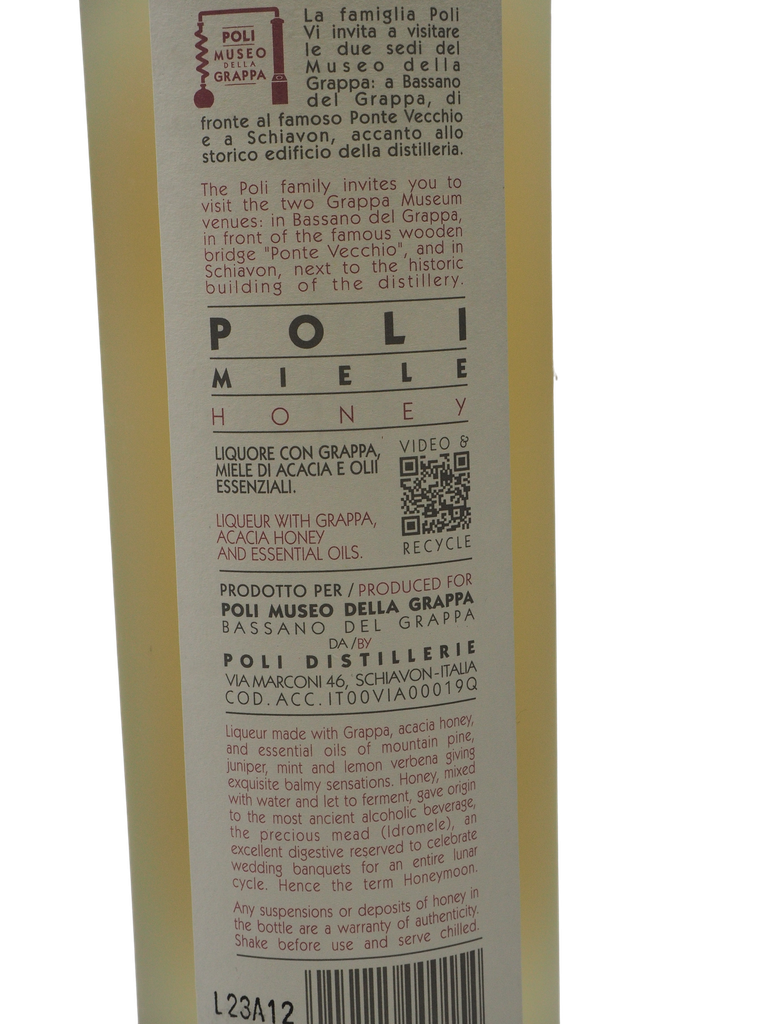 POLI
MUSEO
DELLA
GRAPPA
La famiglia Poli
Vi invita a visitare
le due sedi del
Museo della
Grappa: a Bassano
del Grappa, di
fronte al famoso Ponte Vecchio
e a Schiavon, accanto allo
storico edificio della distilleria.
The Poli family invites you to
visit the two Grappa Museum
venues: in Bassano del Grappa,
in front of the famous wooden
bridge "Ponte Vecchio", and in
Schiavon, next to the historic
building of the distillery.
POLI
MIELE
HONEY
LIQUORE CON GRAPPA,
MIELE DI ACACIA E OLII
ESSENZIALI.
LIQUEUR WITH GRAPPA,
ACACIA HONEY
AND ESSENTIAL OILS.
VIDEO &
RECYCLE
PRODOTTO PER / PRODUCED FOR
POLI MUSEO DELLA GRAPPA
BASSANO DEL GRAPPA
DA/BY
POLI DISTILLERIE
VIA MARCONI 46, SCHIAVON-ITALIA
COD. ACC. IT00VIA00019Q
Liqueur made with Grappa, acacia honey,
and essential oils of mountain pine,
juniper, mint and lemon verbena giving
exquisite balmy sensations. Honey, mixed
with water and let to ferment, gave origin
to the most ancient alcoholic beverage,
the precious mead (Idromele), an
excellent digestive reserved to celebrate
wedding banquets for an entire lunar
cycle. Hence the term Honeymoon.
Any suspensions or deposits of honey in
the bottle are a warranty of authenticity.
Shake before use and serve chilled.
L23A12